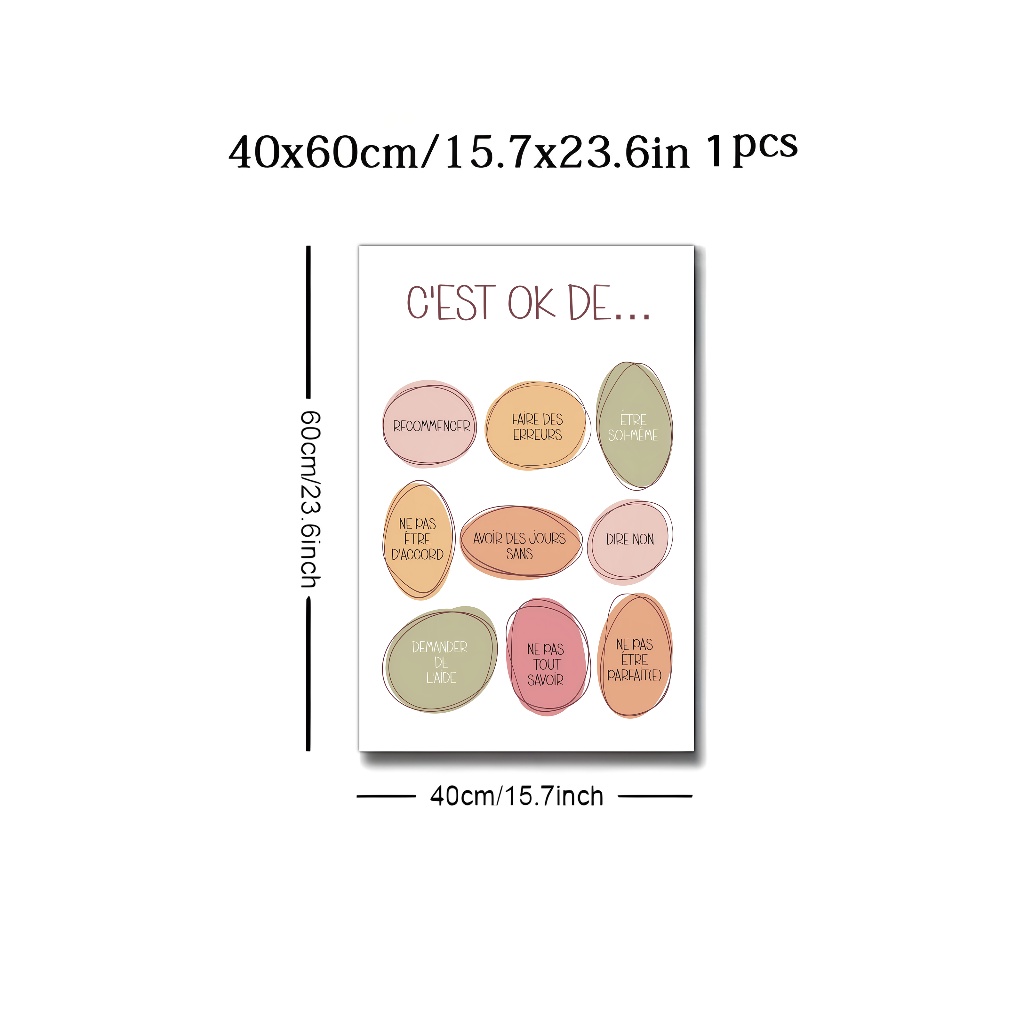 40x60cm/15.7x23.6in 1pcs
C'EST OK DE...
RECOMMENCER
FAIRE DES
ERREURS
ÊTRE
SOI-MÊME
NE PAS
ÊTRE
D'ACCORD
AVOIR DES JOURS
SANS
DIRE NON
DEMANDER
DE
L'AIDE
NE PAS
TOUT
SAVOIR
NE PAS
ÊTRE
PARFAIT(E)
60cm/23.6inch
40cm/15.7inch